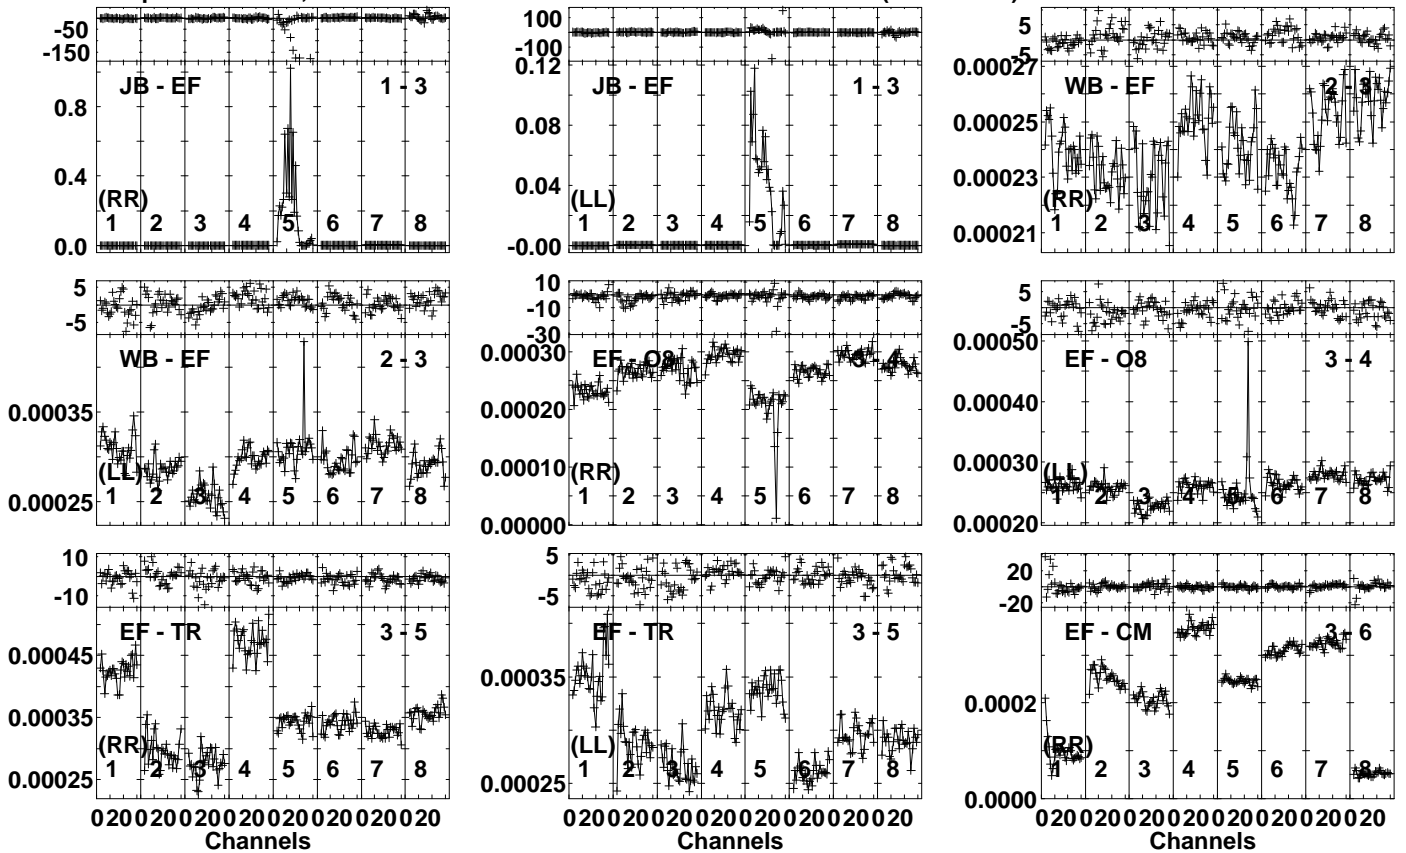 -50
-150
JB - EF 1 - 3
0.8
0.4
(RR)
1 2 3 4 5 6 7 8
0.0
100
-100
0.12
JB - EF 1 - 3
0.08
0.04
(LL)
1 2 3 4 5 6 7 8
-0.00
5
-5
0.00027
WB - EF 2 - 3
0.00025
0.00023
(RR)
1 2 3 4 5 6 7 8
0.00021
5
-5
WB - EF 2 - 3
0.00035
(LL)
1 2 3 4 5 6 7 8
0.00025
10
-10
-30
0.00030
EF - O8 3 - 4
0.00020
0.00010
(RR)
1 2 3 4 5 6 7 8
0.00000
5
-5
0.00050
EF - O8 3 - 4
0.00040
0.00030
(LL)
1 2 3 4 5 6 7 8
0.00020
10
-10
EF - TR 3 - 5
0.00045
0.00035
(RR)
1 2 3 4 5 6 7 8
0.00025
0 20 0 20 0 20 0 20 0 20 0 20 0 20 0 20
Channels
5
-5
EF - TR 3 - 5
0.00035
(LL)
1 2 3 4 5 6 7 8
0.00025
0 20 0 20 0 20 0 20 0 20 0 20 0 20 0 20
Channels
20
-20
EF - CM 3 - 6
0.0002
(RR)
1 2 3 4 5 6 7 8
0.0000
0 20 0 20 0 20 0 20 0 20 0 20 0 20 0 20
Channels